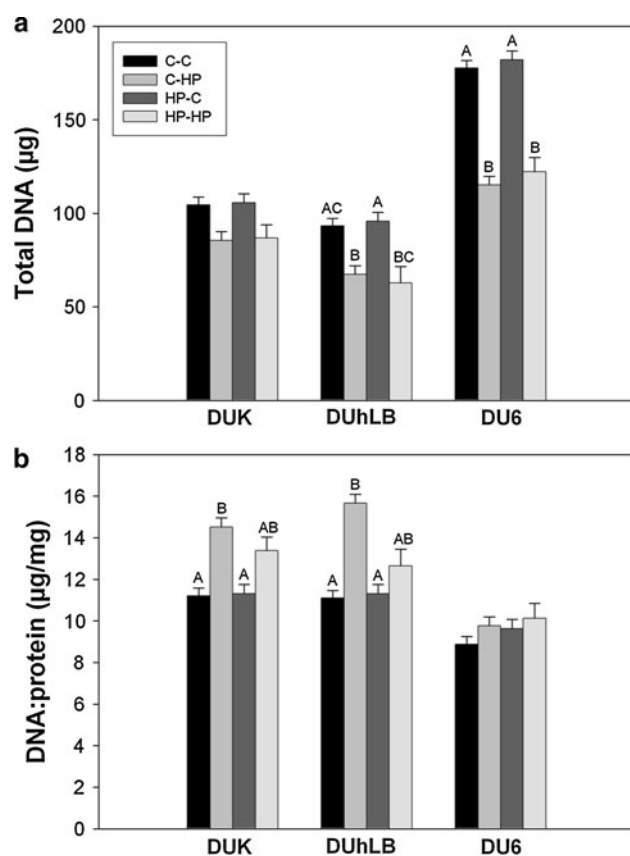 a
200
C-C
C-HP
HP-C
HP-HP
A A
150
B B
100
AC A
B BC
50
0
Total DNA (µg)
DUK DUhLB DU6
b
18
16
14
12
10
8
6
4
2
0
B
AB
A A
B
AB
A A
DNA:protein (µg/mg)
DUK DUhLB DU6